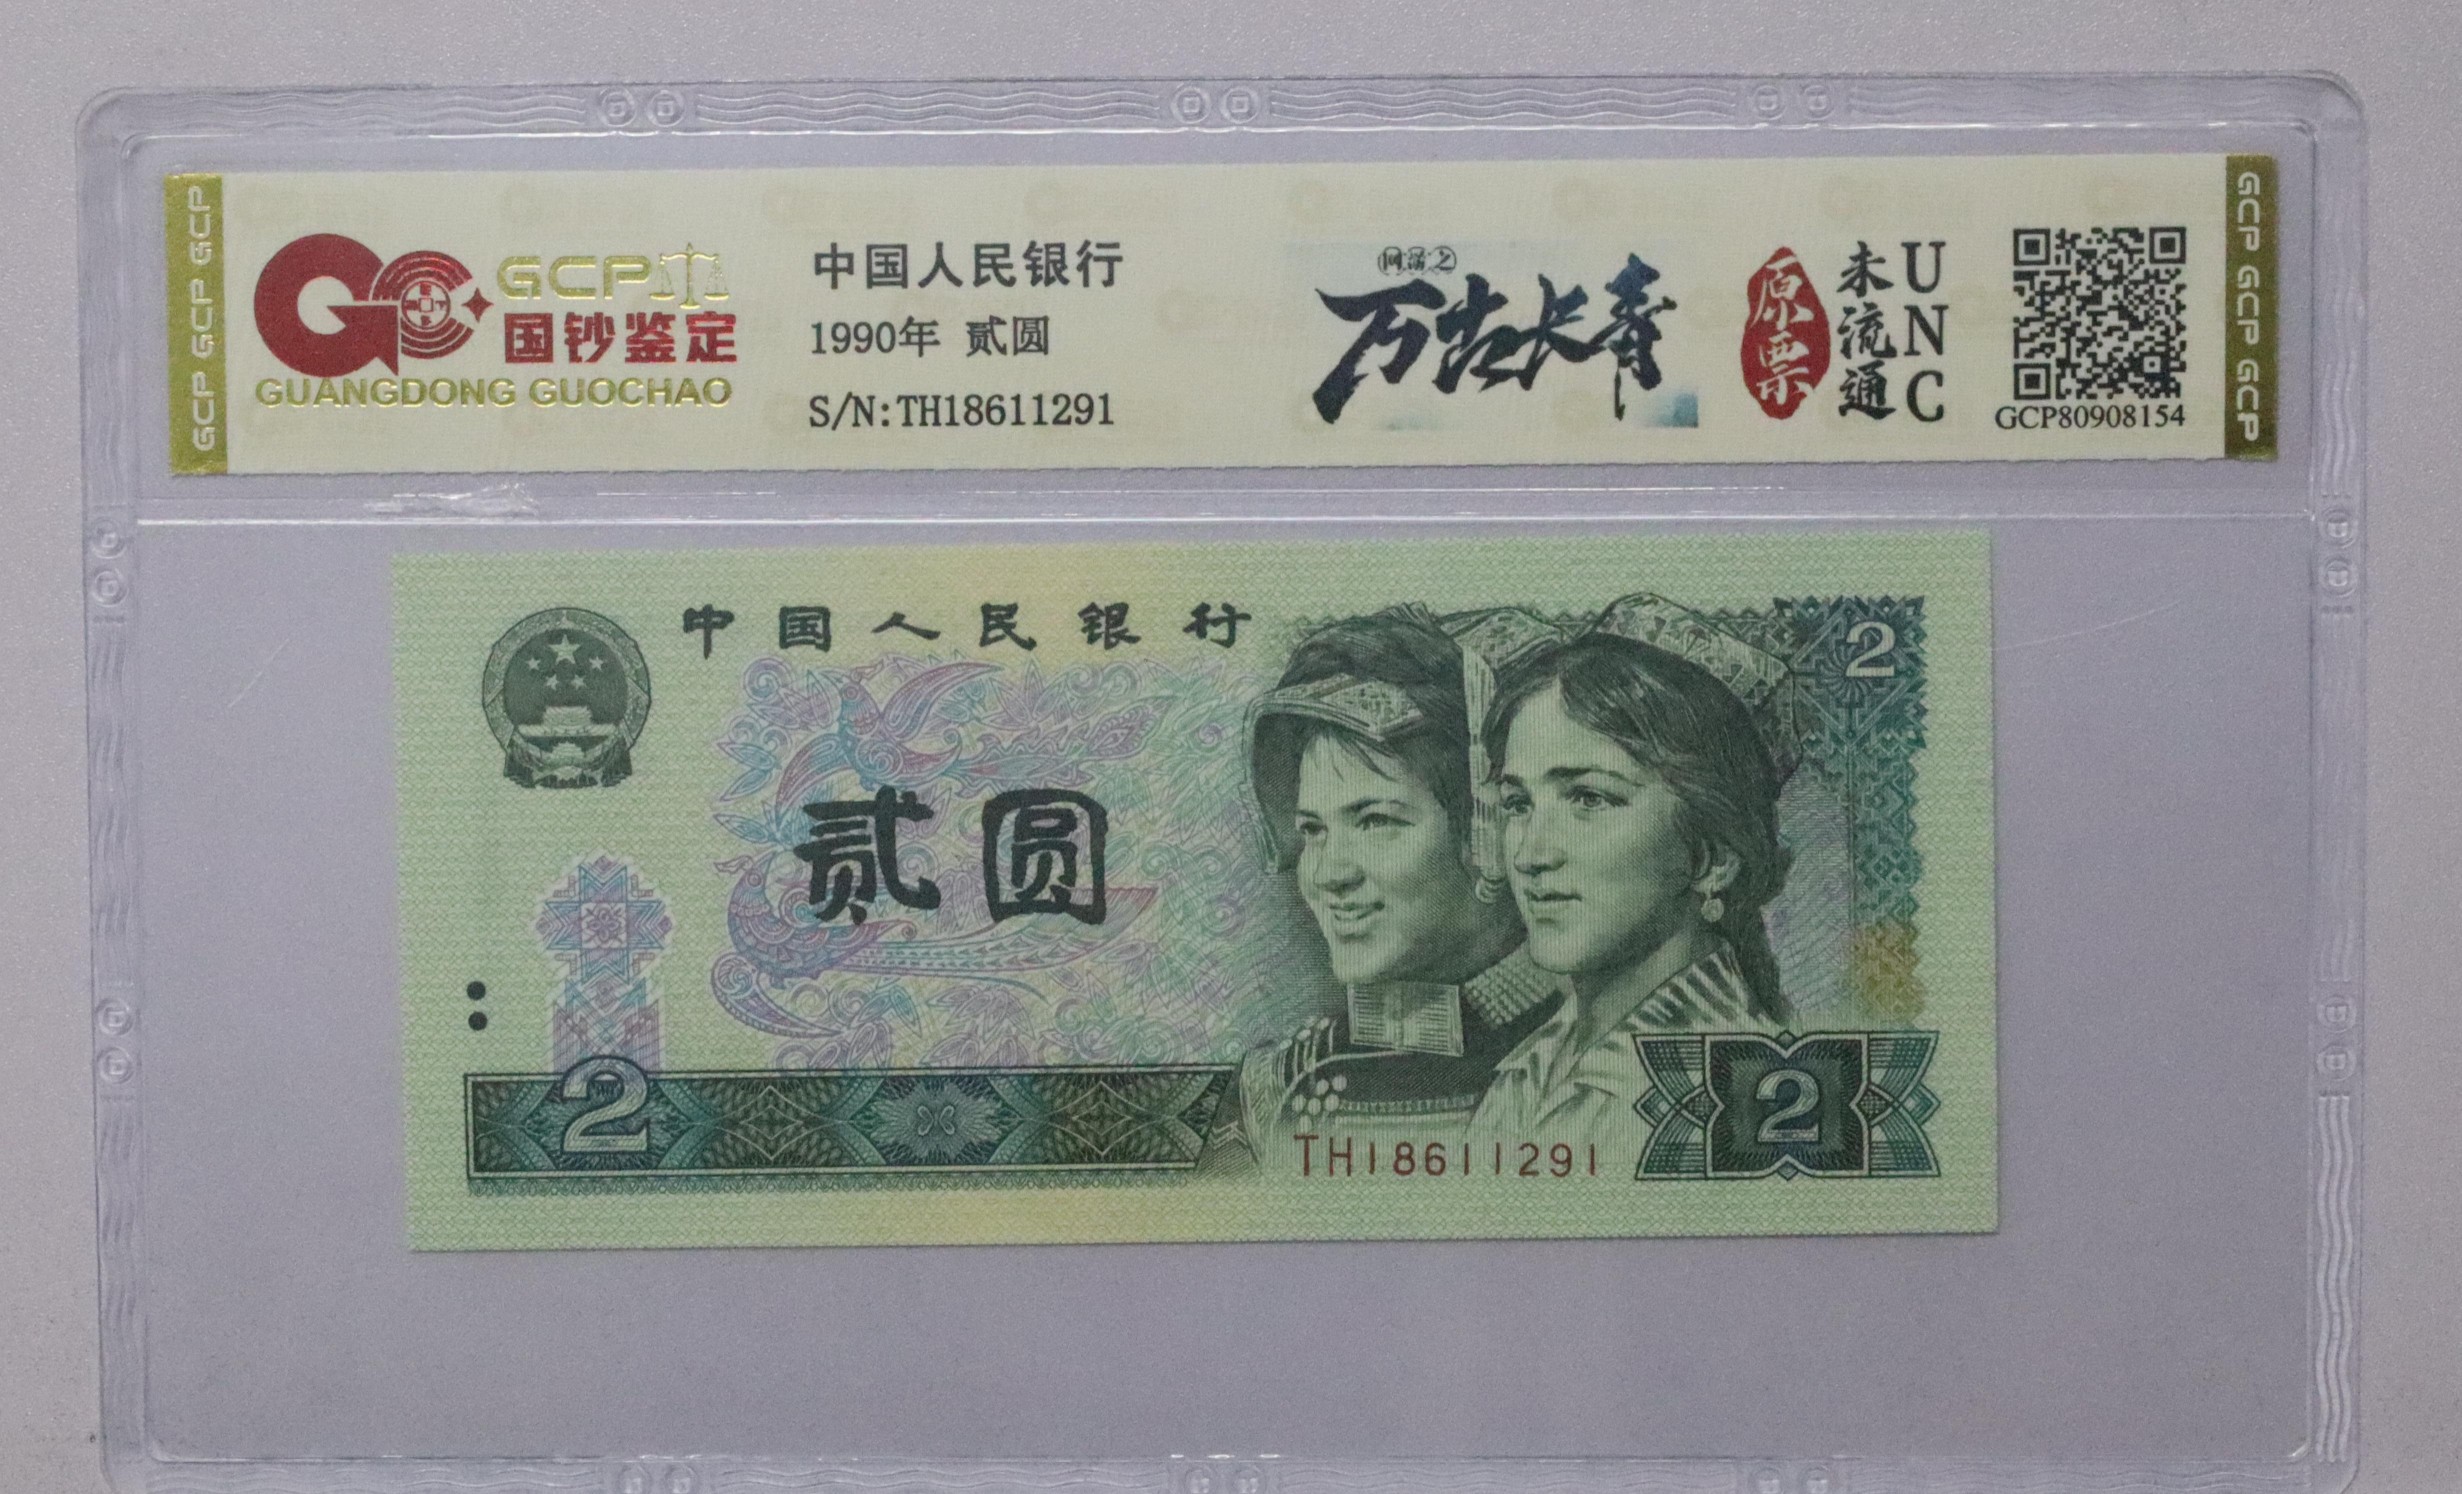 GCP GCP GCP
GCP
国钞鉴定
GUANGDONG GUOCHAO
中国人民银行
1990年 贰圆
S/N:TH18611291
万古长青
原票
未流通
UNC
GCP80908154
GCP GCP GCP
中国人民银行
2
贰圆
2
TH18611291
2